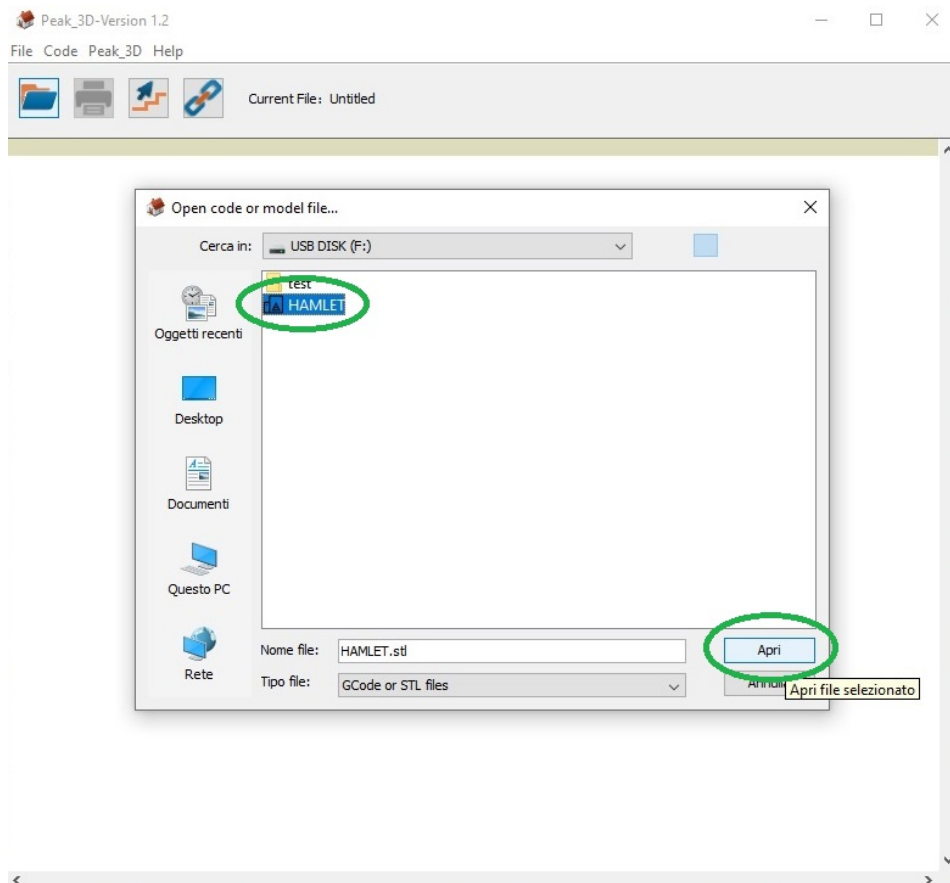 Peak_3D-Version 1.2
File Code Peak_3D Help
Current File: Untitled
Open code or model file...
Cerca in: USB DISK (F:)
test
HAMLET
Oggetti recenti
Desktop
Documenti
Questo PC
Rete
Nome file: HAMLET.stl
Apri
Tipo file: GCode or STL files
Apri file selezionato